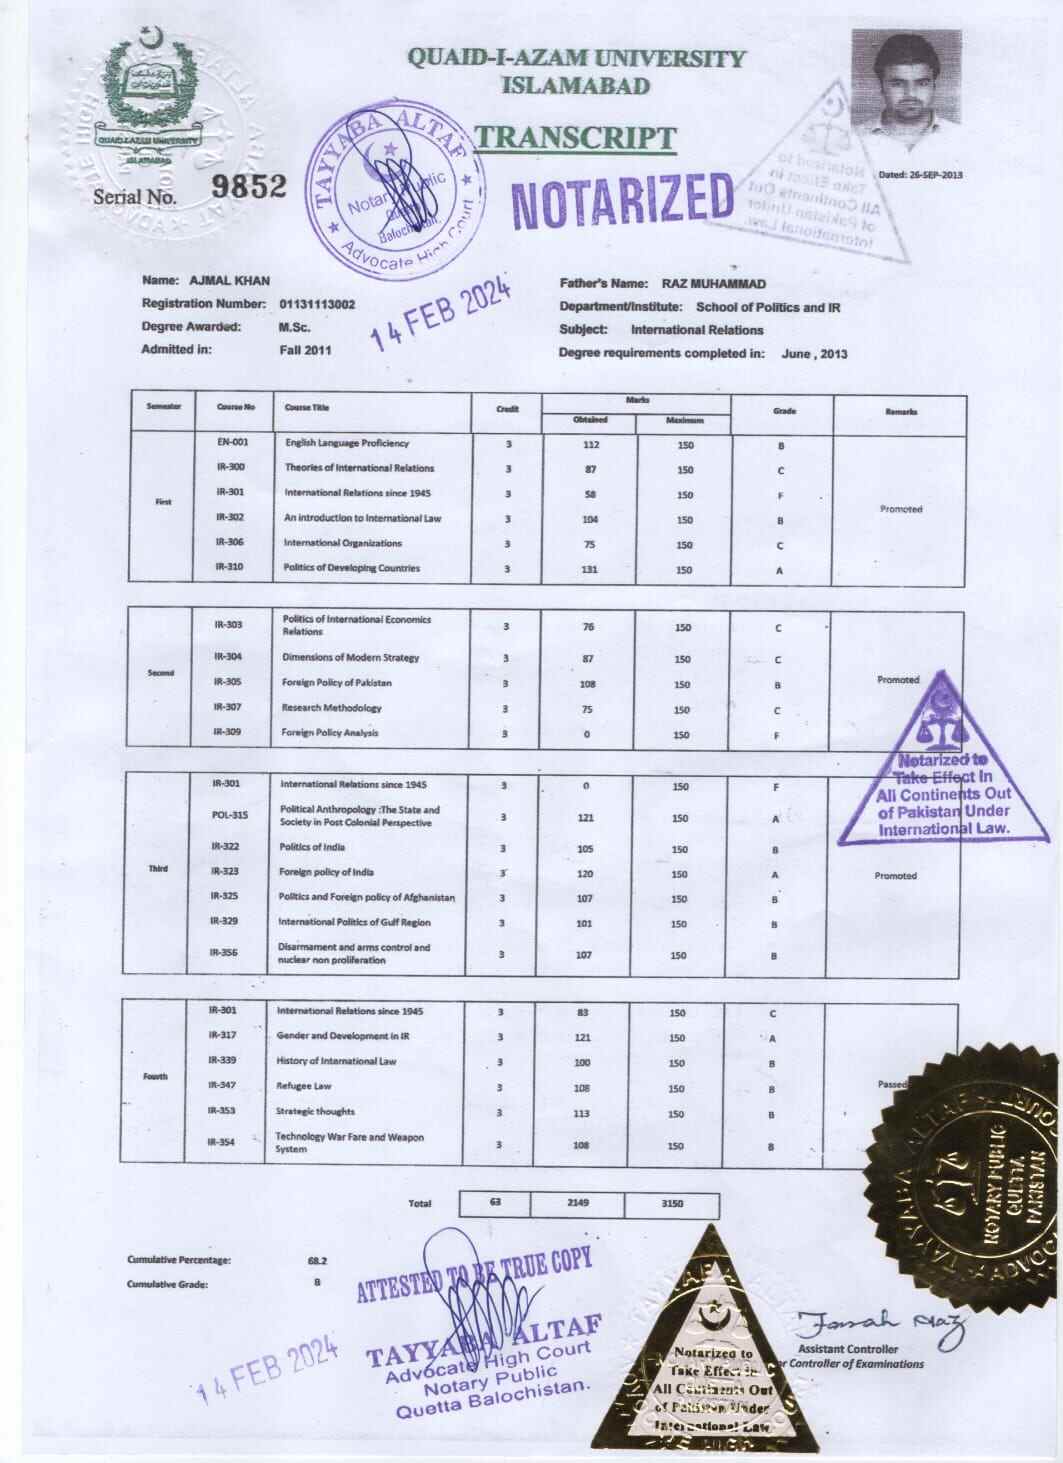 QUAID-I-AZAM UNIVERSITY
ISLAMABAD
TRANSCRIPT
QUAID-I-AZAM UNIVERSITY
ISLAMABAD
Serial No. 9852
TAYYABA ALTAF
Notary Public
Quetta
Balochistan.
Advocate High Court
NOTARIZED
Notarized to
Take Effect in
All Continents Out
of Pakistan Under
International Law.
Dated: 26-SEP-2013
14 FEB 2024
Name: AJMAL KHAN
Father's Name: RAZ MUHAMMAD
Registration Number: 01131113002
Department/Institute: School of Politics and IR
Degree Awarded: M.Sc.
Subject: International Relations
Admitted in: Fall 2011
Degree requirements completed in: June , 2013
Semester Course No Course Title Credit Marks Grade Remarks
Obtained Maximum
First Promoted
EN-001 English Language Proficiency 3 112 150 B
IR-300 Theories of International Relations 3 87 150 C
IR-301 International Relations since 1945 3 58 150 F
IR-302 An introduction to International Law 3 104 150 B
IR-306 International Organizations 3 75 150 C
IR-310 Politics of Developing Countries 3 131 150 A
Second Promoted
IR-303 Politics of International Economics
Relations 3 76 150 C
IR-304 Dimensions of Modern Strategy 3 87 150 C
IR-305 Foreign Policy of Pakistan 3 108 150 B
IR-307 Research Methodology 3 75 150 C
IR-309 Foreign Policy Analysis 3 0 150 F
Notarized to
Take Effect In
All Continents Out
of Pakistan Under
International Law.
Third Promoted
IR-301 International Relations since 1945 3 0 150 F
POL-315 Political Anthropology :The State and
Society in Post Colonial Perspective 3 121 150 A
IR-322 Politics of India 3 105 150 B
IR-323 Foreign policy of India 3 120 150 A
IR-325 Politics and Foreign policy of Afghanistan 3 107 150 B
IR-329 International Politics of Gulf Region 3 101 150 B
IR-356 Disarmament and arms control and
nuclear non proliferation 3 107 150 B
Fourth Passed
IR-301 International Relations since 1945 3 83 150 C
IR-317 Gender and Development in IR 3 121 150 A
IR-339 History of International Law 3 100 150 B
IR-347 Refugee Law 3 108 150 B
IR-353 Strategic thoughts 3 113 150 B
IR-354 Technology War Fare and Weapon
System 3 108 150 B
TAYYABA ALTAF
NOTARY PUBLIC
QUETTA
PAKISTAN
Total 63 2149 3150
Cumulative Percentage: 68.2
Cumulative Grade: B
ATTESTED TO BE TRUE COPY
TAYYABA ALTAF
Advocate High Court
Notary Public
Quetta Balochistan.
14 FEB 2024
Notarized to
Take Effect in
All Continents Out
of Pakistan Under
International Law
Assistant Controller
Controller of Examinations